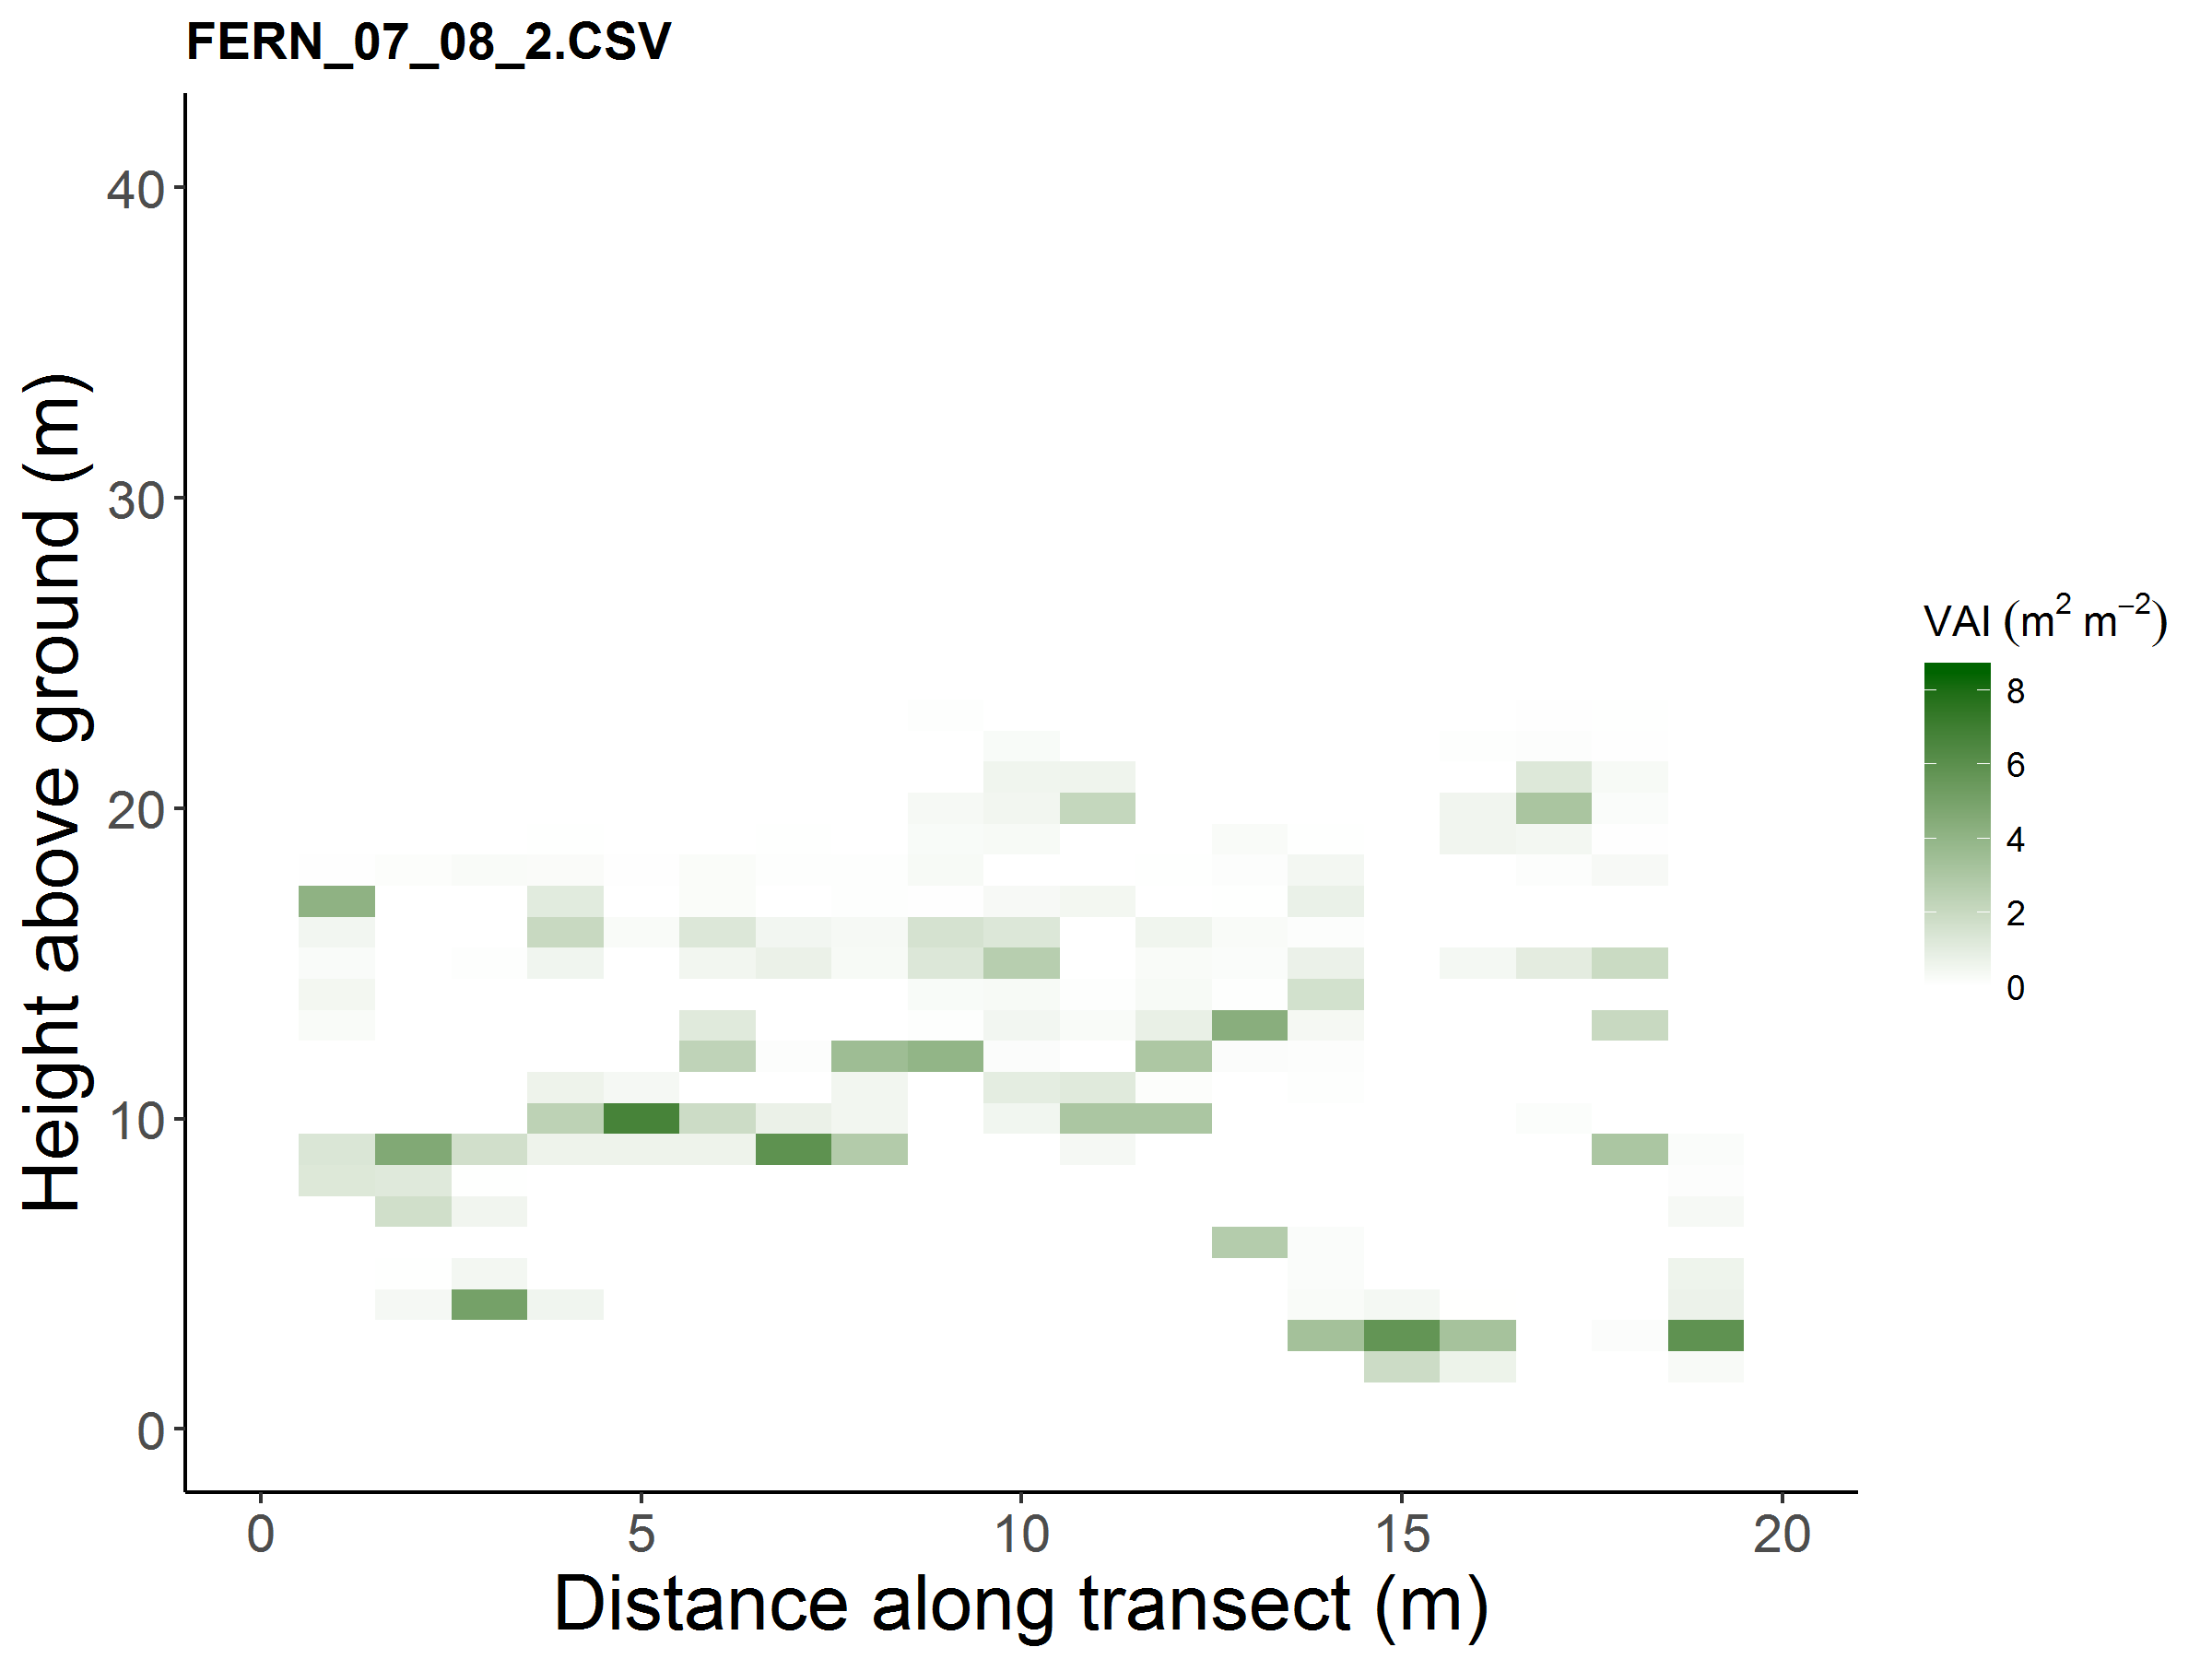 FERN_07_08_2.CSV
Height above ground (m)
40
30
20
10
0
0 5 10 15 20
Distance along transect (m)
VAI (m² m⁻²)
8
6
4
2
0